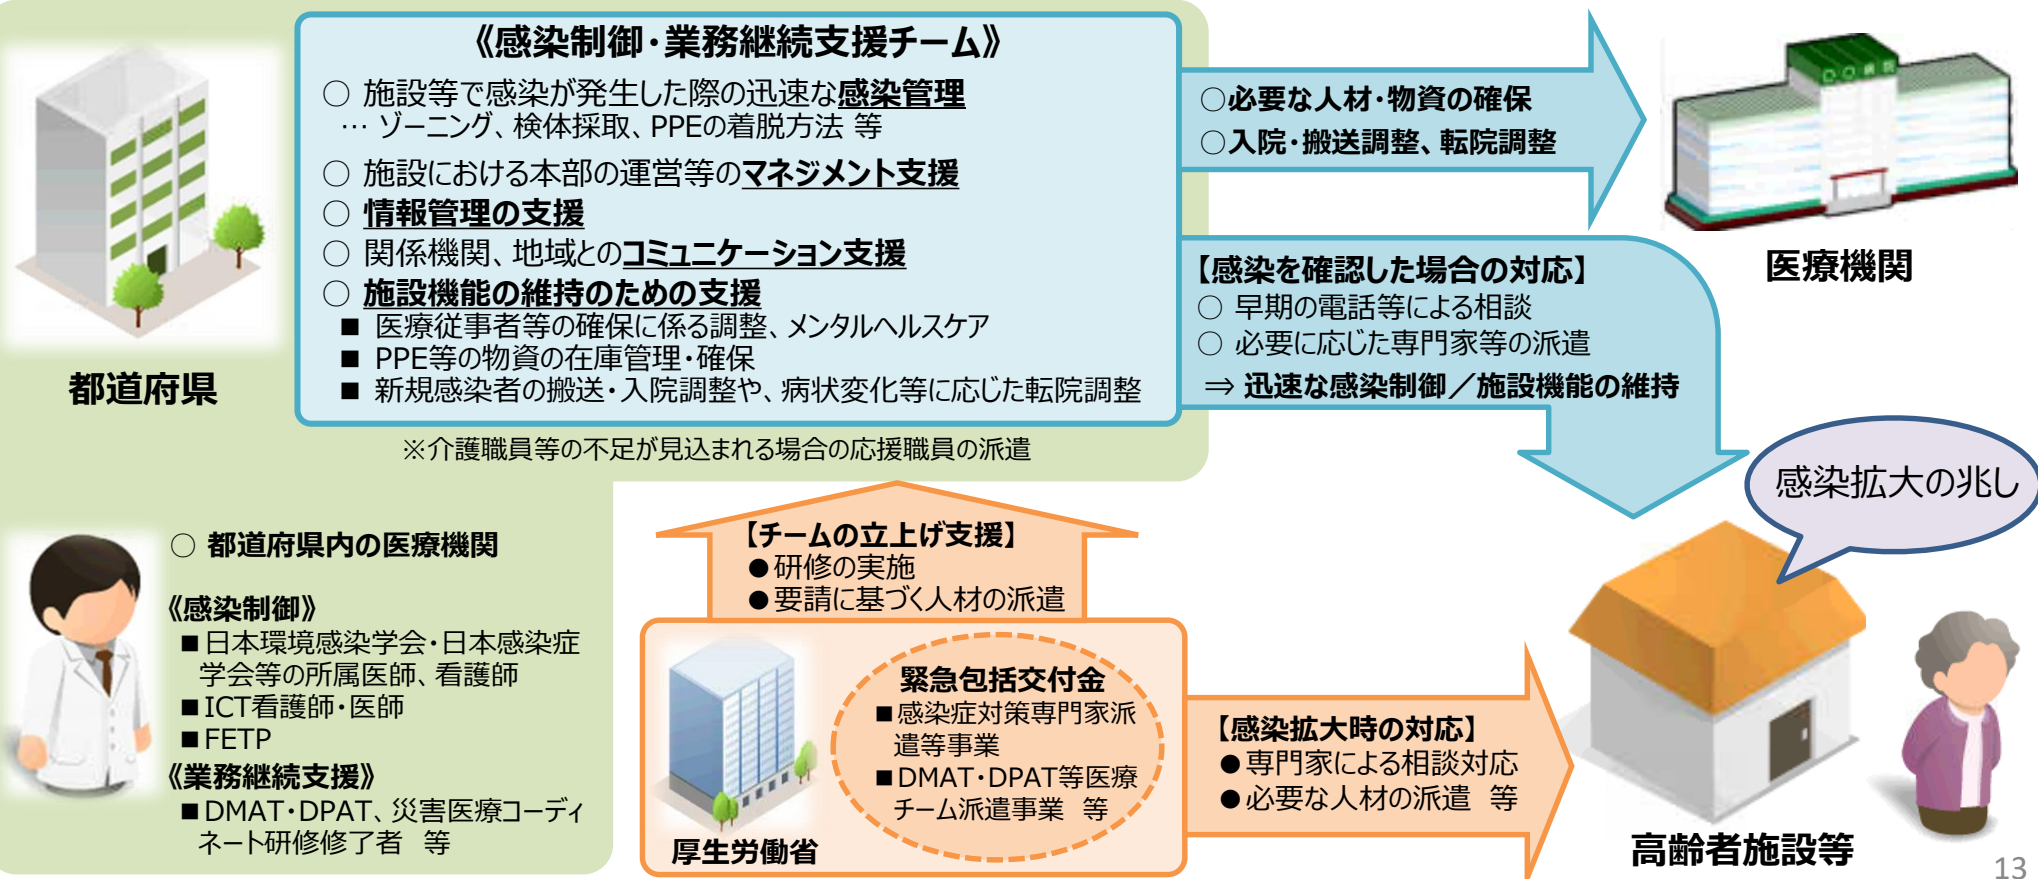 《感染制御・業務継続支援チーム》
○ 施設等で感染が発生した際の迅速な感染管理
… ゾーニング、検体採取、PPEの着脱方法 等
○ 施設における本部の運営等のマネジメント支援
○ 情報管理の支援
○ 関係機関、地域とのコミュニケーション支援
○ 施設機能の維持のための支援
■ 医療従事者等の確保に係る調整、メンタルヘルスケア
■ PPE等の物資の在庫管理・確保
■ 新規感染者の搬送・入院調整や、病状変化等に応じた転院調整
都道府県
※介護職員等の不足が見込まれる場合の応援職員の派遣
○必要な人材・物資の確保
○入院・搬送調整、転院調整
○○病院
医療機関
【感染を確認した場合の対応】
○ 早期の電話等による相談
○ 必要に応じた専門家等の派遣
⇒ 迅速な感染制御／施設機能の維持
感染拡大の兆し
○ 都道府県内の医療機関
《感染制御》
■日本環境感染学会・日本感染症
学会等の所属医師、看護師
■ICT看護師・医師
■FETP
《業務継続支援》
■DMAT・DPAT、災害医療コーディ
ネート研修修了者 等
【チームの立上げ支援】
●研修の実施
●要請に基づく人材の派遣
緊急包括交付金
■感染症対策専門家派
遣等事業
■DMAT・DPAT等医療
チーム派遣事業 等
厚生労働省
【感染拡大時の対応】
●専門家による相談対応
●必要な人材の派遣 等
高齢者施設等
13